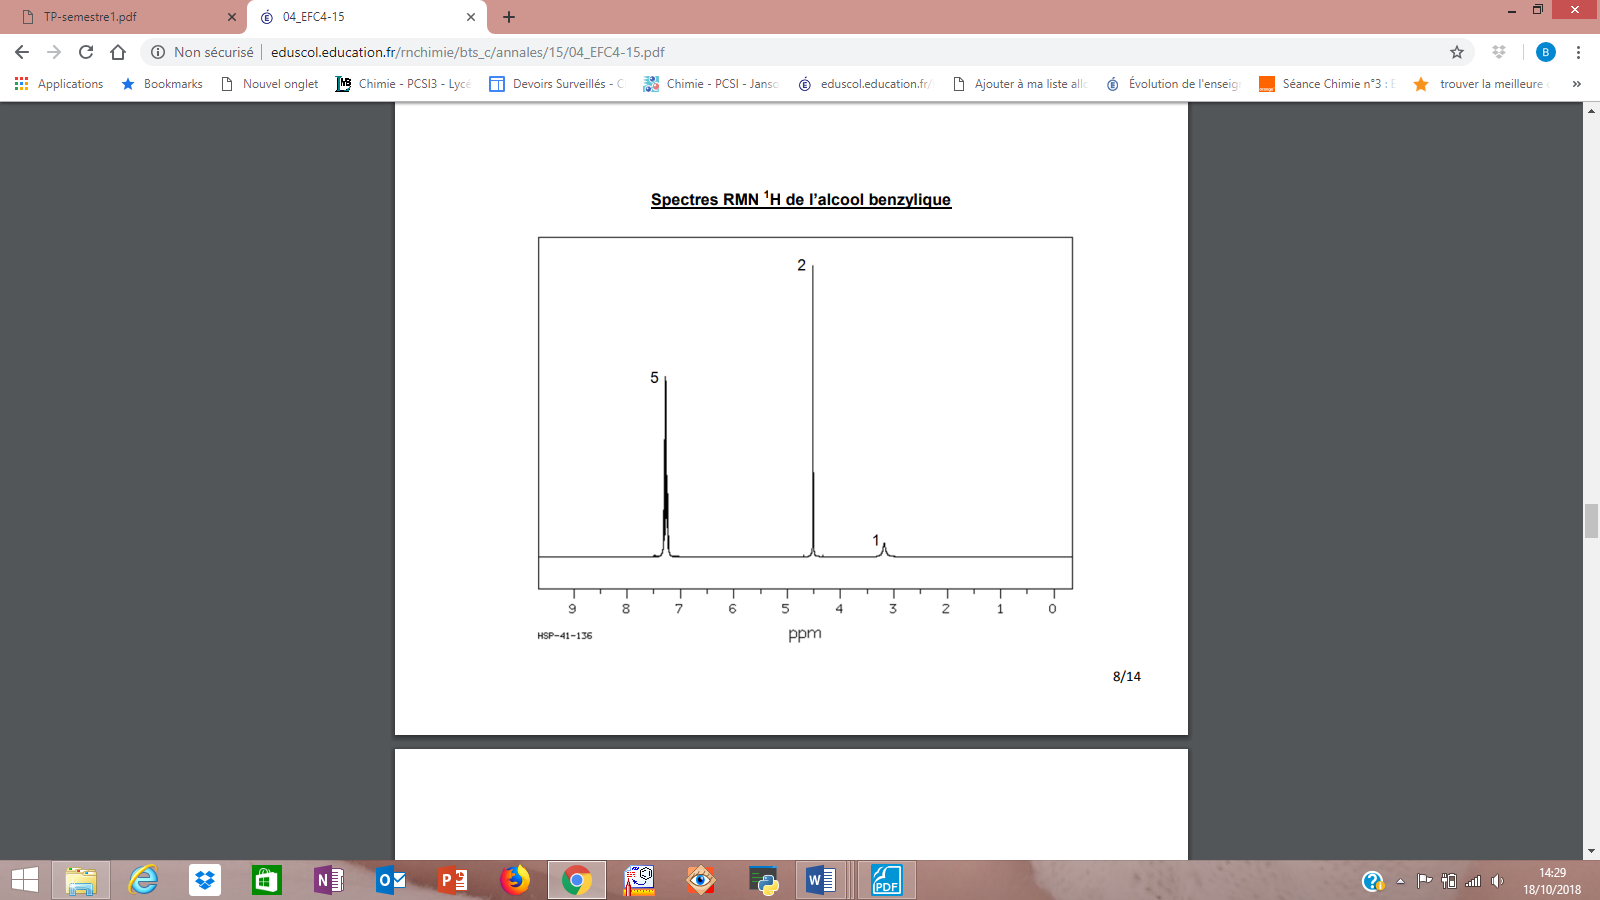 TP-semestre1.pdf
04_EFC4-15
Non sécurisé
eduscol.education.fr/rnchimie/bts_c/annales/15/04_EFC4-15.pdf
B
Applications
Bookmarks
Nouvel onglet
Chimie - PCSI3 - Lycé
Devoirs Surveillés - C
Chimie - PCSI - Janso
eduscol.education.fr/
Ajouter à ma liste allo
Évolution de l'enseig
Séance Chimie n°3 :
trouver la meilleure
»
Spectres RMN ¹H de l'alcool benzylique
2
5
1
9 8 7 6 5 4 3 2 1 0
HSP-41-136
ppm
8/14
PDF
14:29
18/10/2018